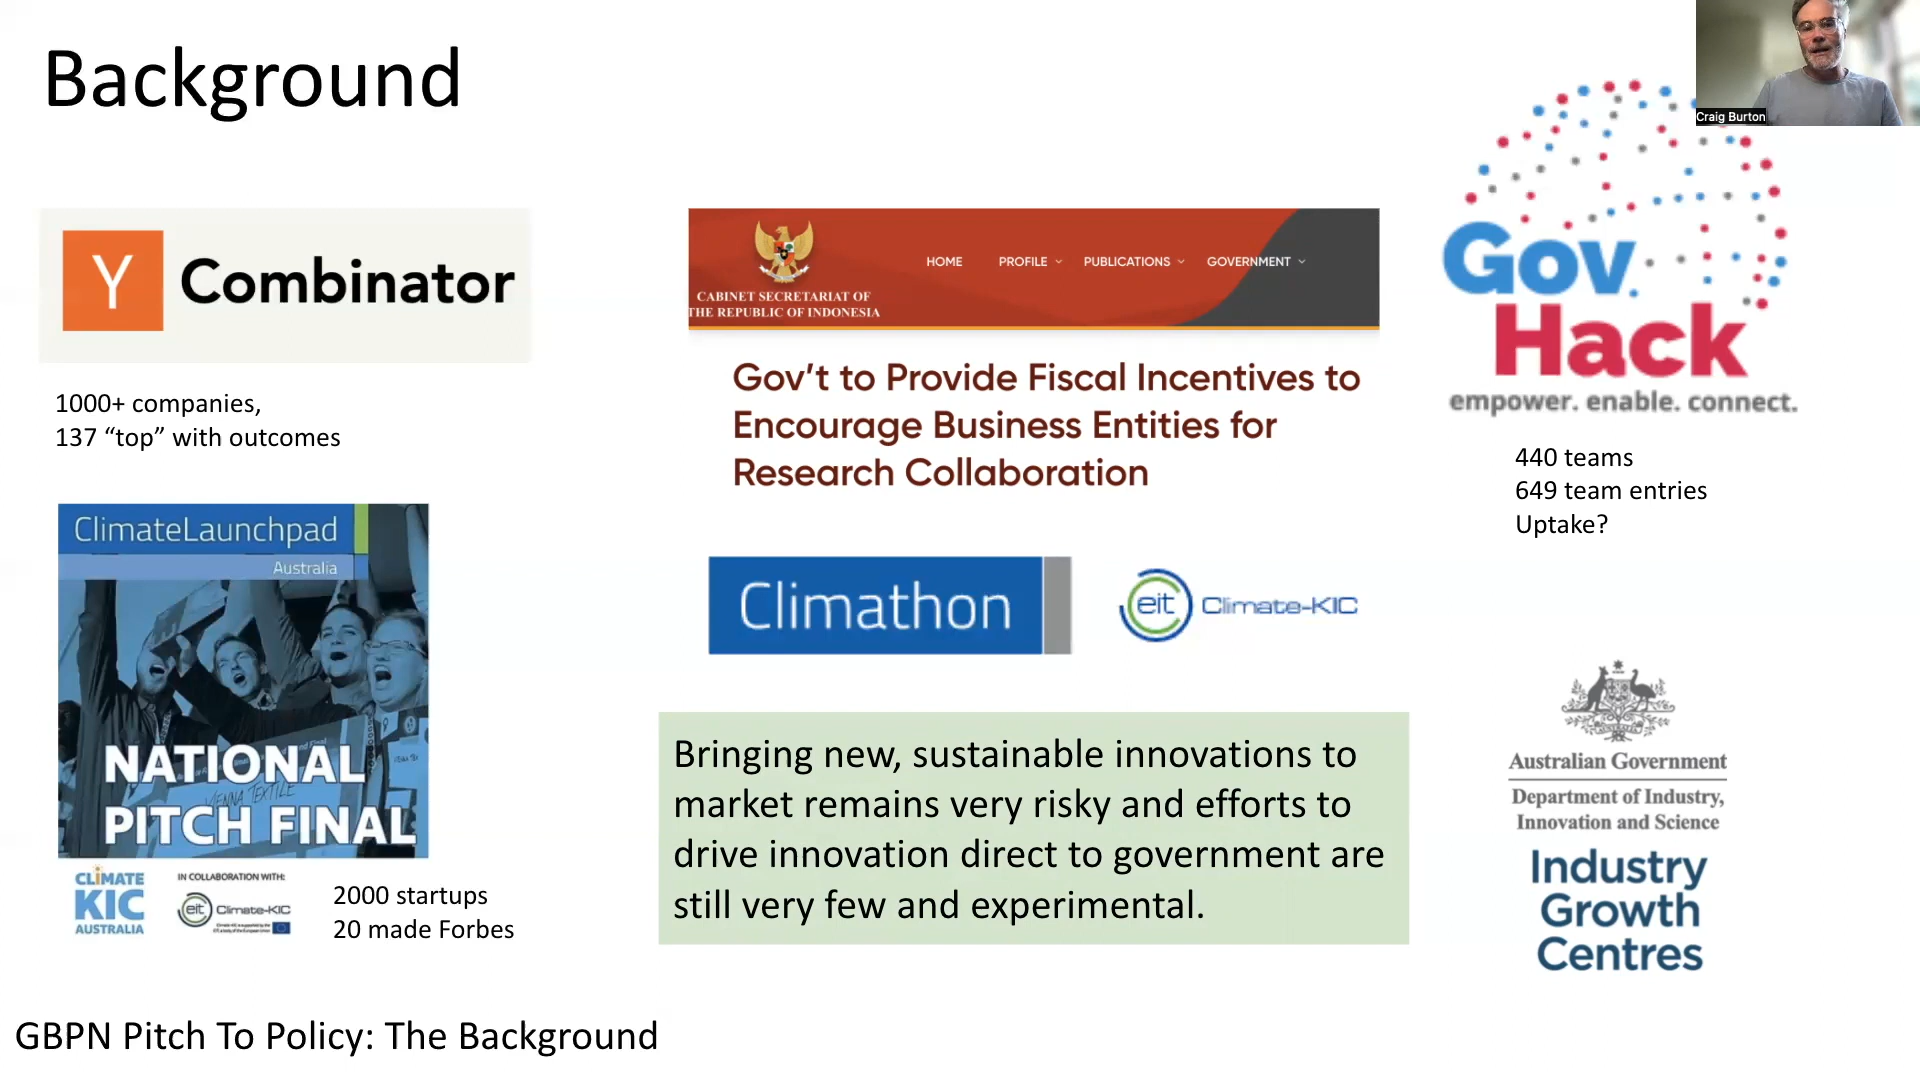 Background
Craig Burton
Y Combinator
1000+ companies,
137 “top” with outcomes
ClimateLaunchpad
Australia
VIENNA TEXTILE
NATIONAL
PITCH FINAL
CLIMATE
KIC
AUSTRALIA
IN COLLABORATION WITH:
eit Climate-KIC
2000 startups
20 made Forbes
CABINET SECRETARIAT OF
THE REPUBLIC OF INDONESIA
HOME PROFILE PUBLICATIONS GOVERNMENT
Gov’t to Provide Fiscal Incentives to
Encourage Business Entities for
Research Collaboration
Climathon
eit Climate-KIC
Bringing new, sustainable innovations to
market remains very risky and efforts to
drive innovation direct to government are
still very few and experimental.
Gov
Hack
empower. enable. connect.
440 teams
649 team entries
Uptake?
Australian Government
Department of Industry,
Innovation and Science
Industry
Growth
Centres
GBPN Pitch To Policy: The Background